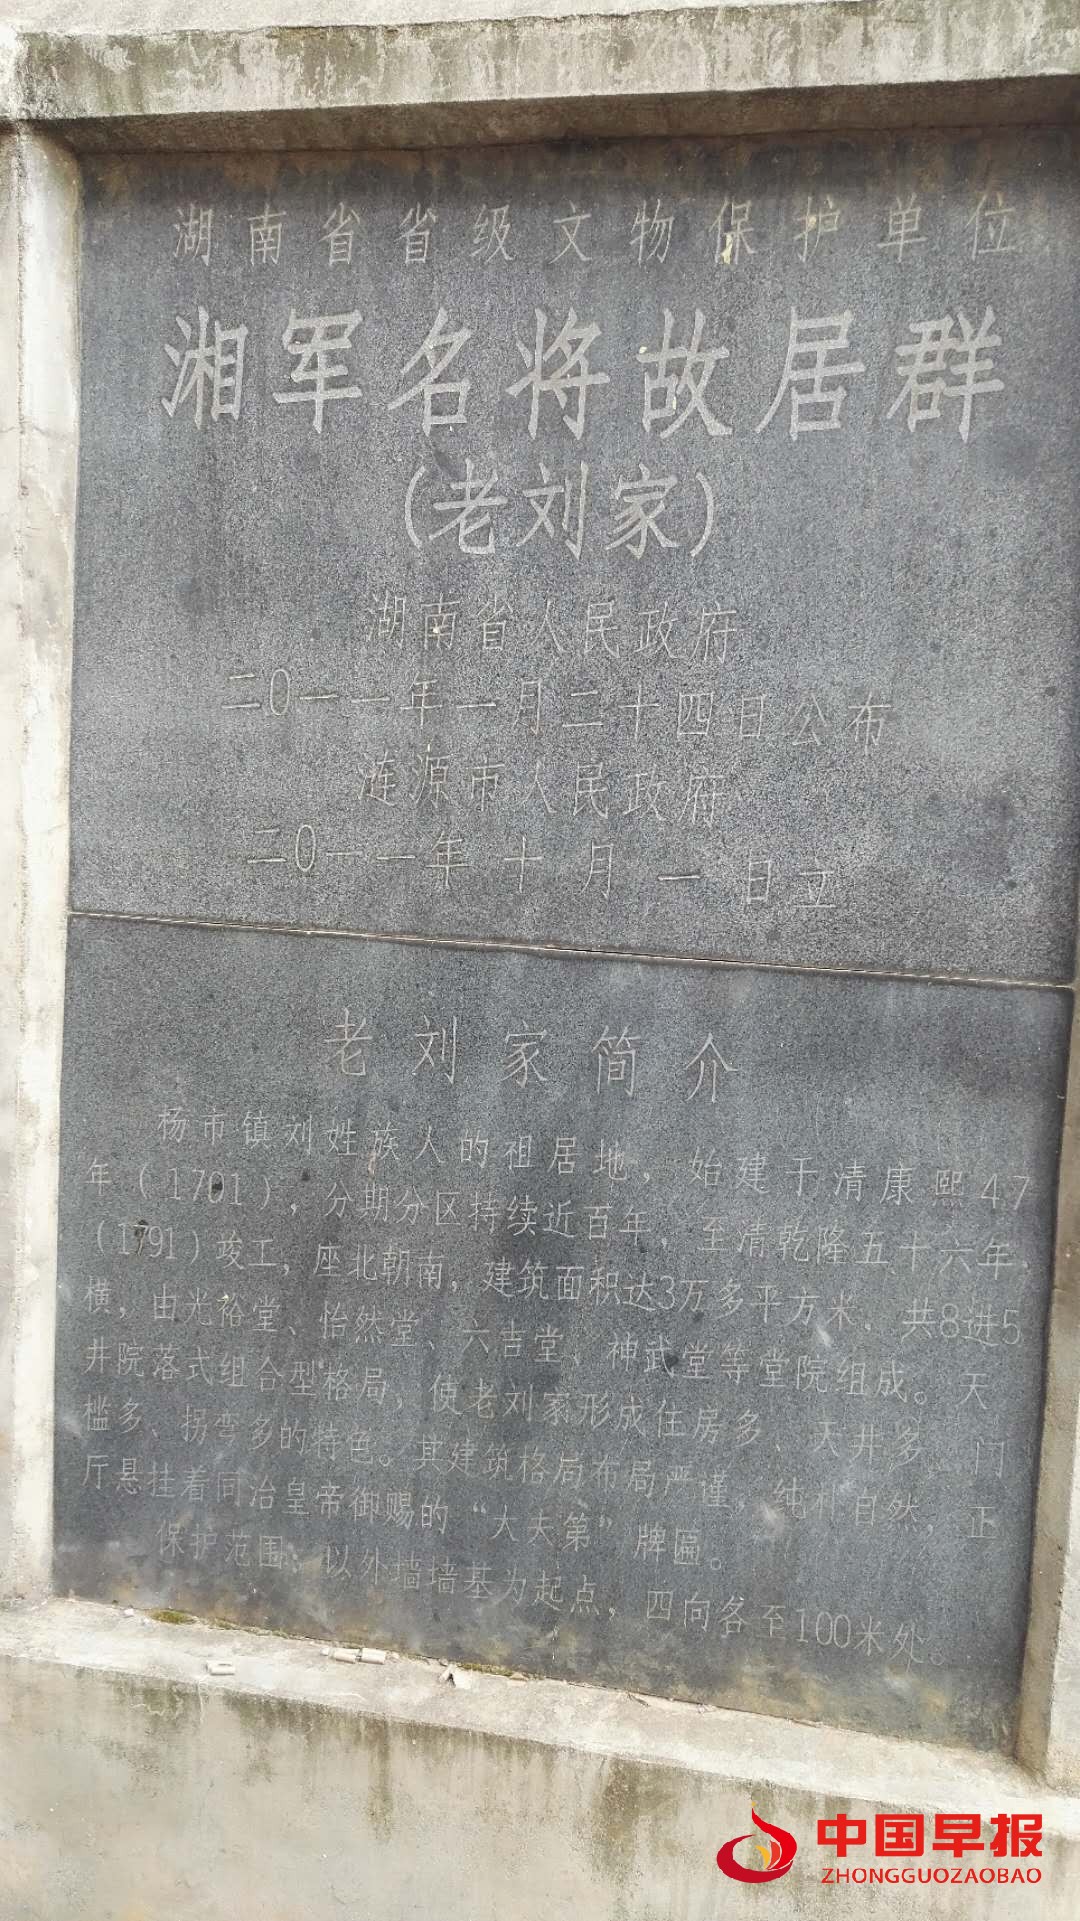 湖南省省级文物保护单位
湘军名将故居群
(老刘家)
湖南省人民政府
二〇一一年一月二十四日公布
涟源市人民政府
二〇一一年十月一日立
老刘家简介
杨市镇刘姓族人的祖居地，始建于清康熙47
年(1701)，分期分区持续近百年，至清乾隆五十六年
(1791)竣工，座北朝南，建筑面积达3万多平方米，共8进5
横，由光裕堂、怡然堂、六吉堂、神武堂等堂院组成。天
井院落式组合型格局，使老刘家形成住房多、天井多、门
槛多、拐弯多的特色。其建筑格局布局严谨，纯朴自然，正
厅悬挂着同治皇帝御赐的“大夫第”牌匾。
保护范围：以外墙墙基为起点，四向各至100米处。
中国早报
ZHONGGUOZAOBAO